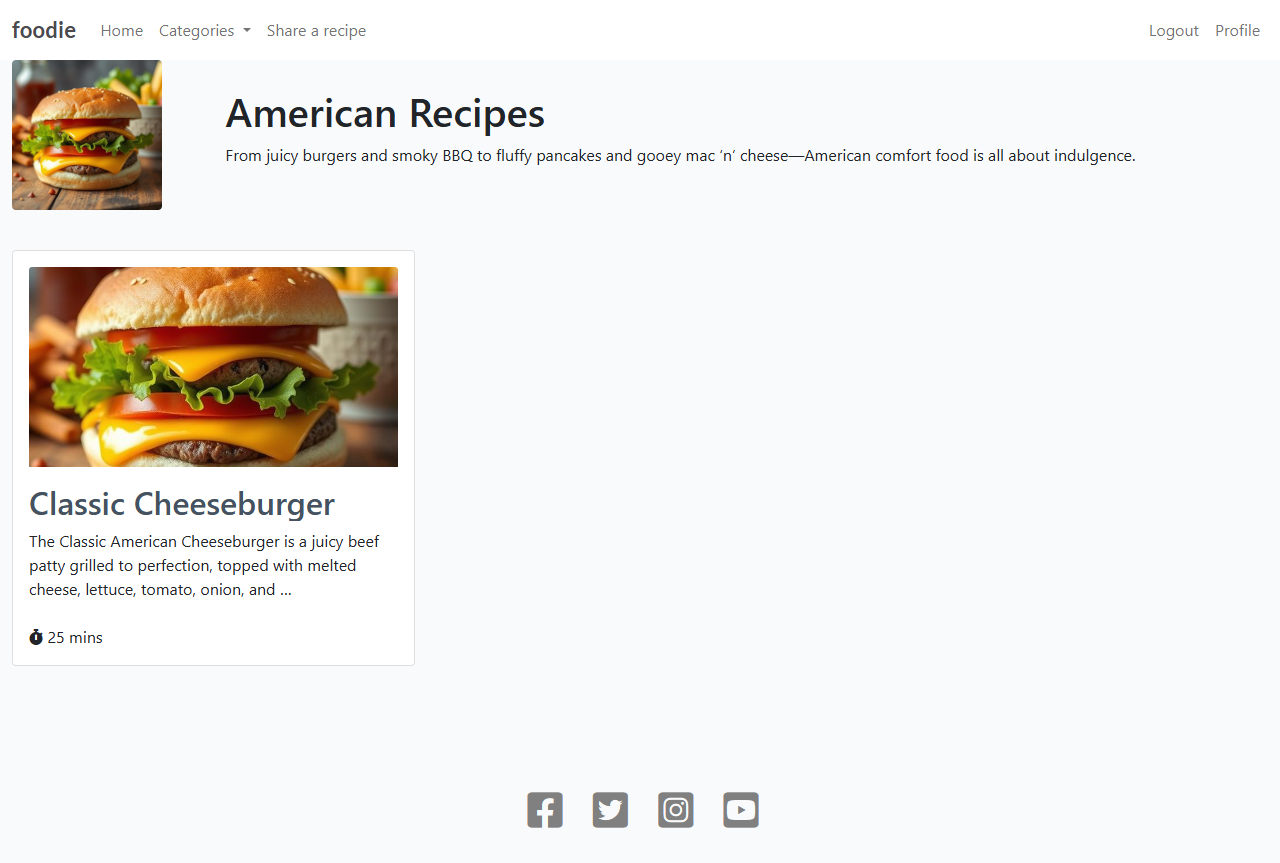 foodie Home Categories Share a recipe Logout Profile
American Recipes
From juicy burgers and smoky BBQ to fluffy pancakes and gooey mac ‘n’ cheese—American comfort food is all about indulgence.
Classic Cheeseburger
The Classic American Cheeseburger is a juicy beef
patty grilled to perfection, topped with melted
cheese, lettuce, tomato, onion, and ...
25 mins